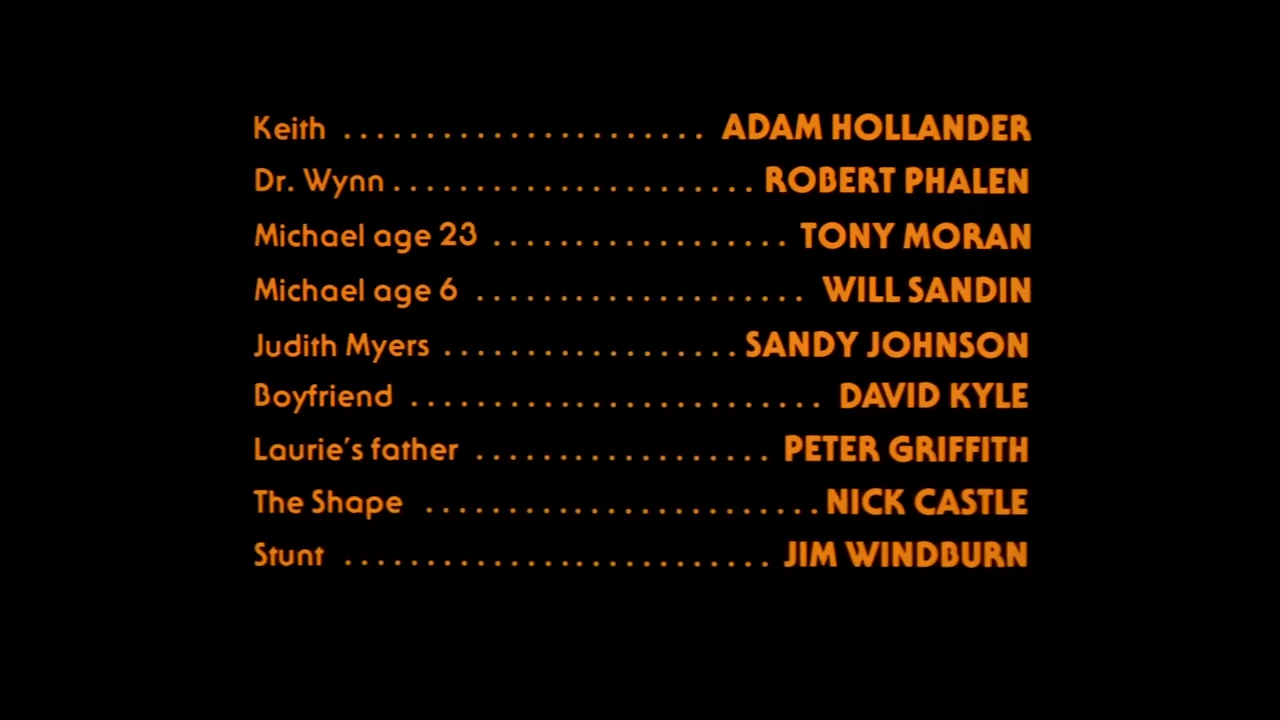 Keith ...................... ADAM HOLLANDER
Dr. Wynn ...................... ROBERT PHALEN
Michael age 23 .................. TONY MORAN
Michael age 6 .................... WILL SANDIN
Judith Myers .................. SANDY JOHNSON
Boyfriend ......................... DAVID KYLE
Laurie's father .................. PETER GRIFFITH
The Shape ........................ NICK CASTLE
Stunt .......................... JIM WINDBURN